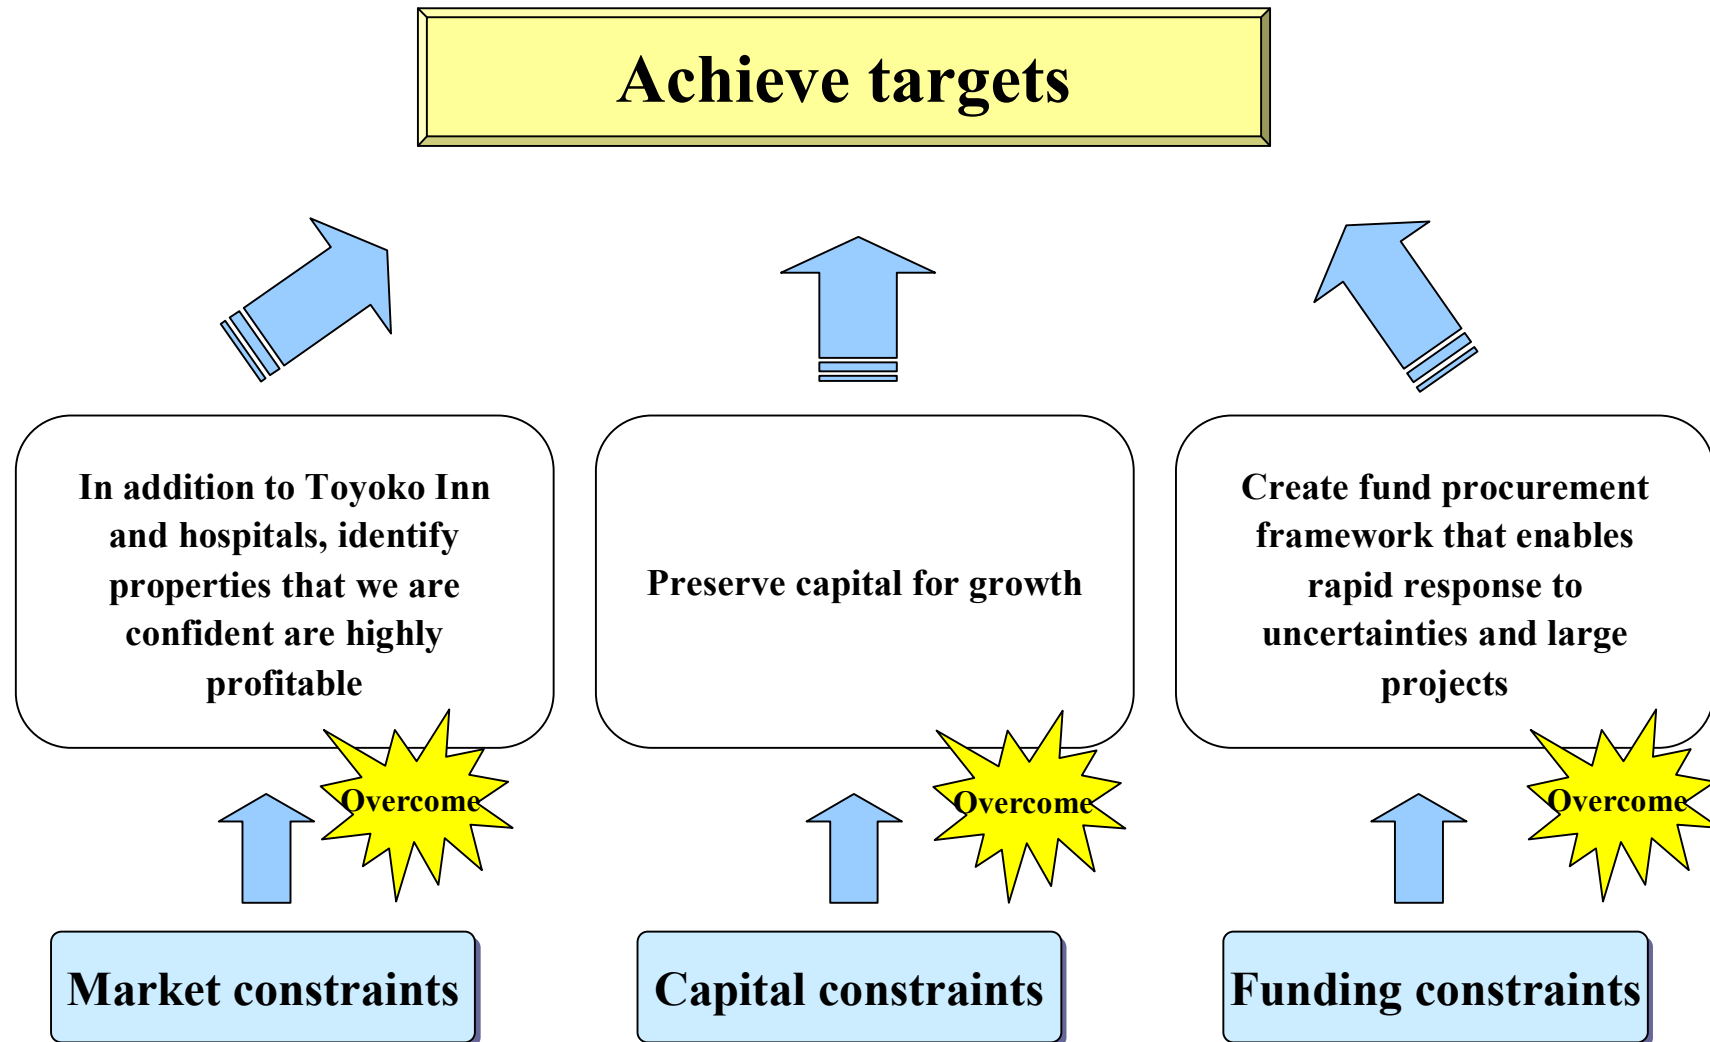 Achieve targets
In addition to Toyoko Inn
and hospitals, identify
properties that we are
confident are highly
profitable
Preserve capital for growth
Create fund procurement
framework that enables
rapid response to
uncertainties and large
projects
Overcome
Overcome
Overcome
Market constraints
Capital constraints
Funding constraints